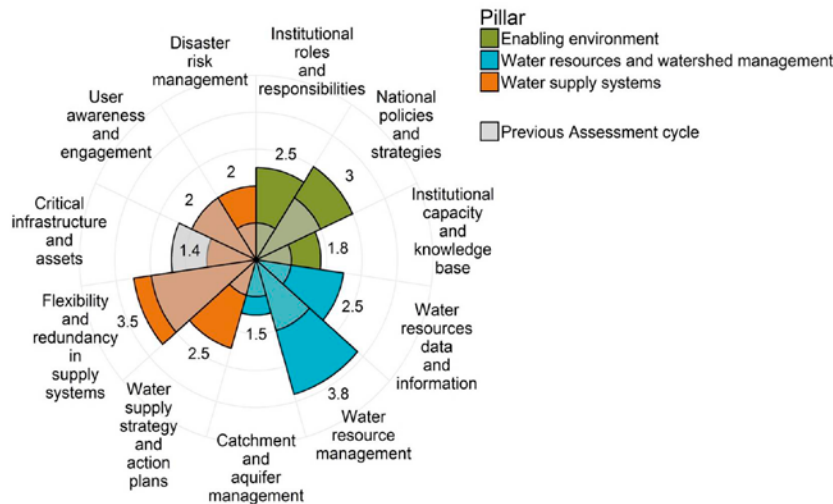 Pillar
Enabling environment
Water resources and watershed management
Water supply systems
Previous Assessment cycle
Institutional
roles
and
responsibilities
National
policies
and
strategies
Institutional
capacity
and
knowledge
base
Water
resources
data
and
information
Water
resource
management
Catchment
and
aquifer
management
Water
supply
strategy
and
action
plans
Flexibility
and
redundancy
in
supply
systems
Critical
infrastructure
and
assets
User
awareness
and
engagement
Disaster
risk
management
2.5
3
1.8
2.5
3.8
1.5
2.5
3.5
1.4
2
2